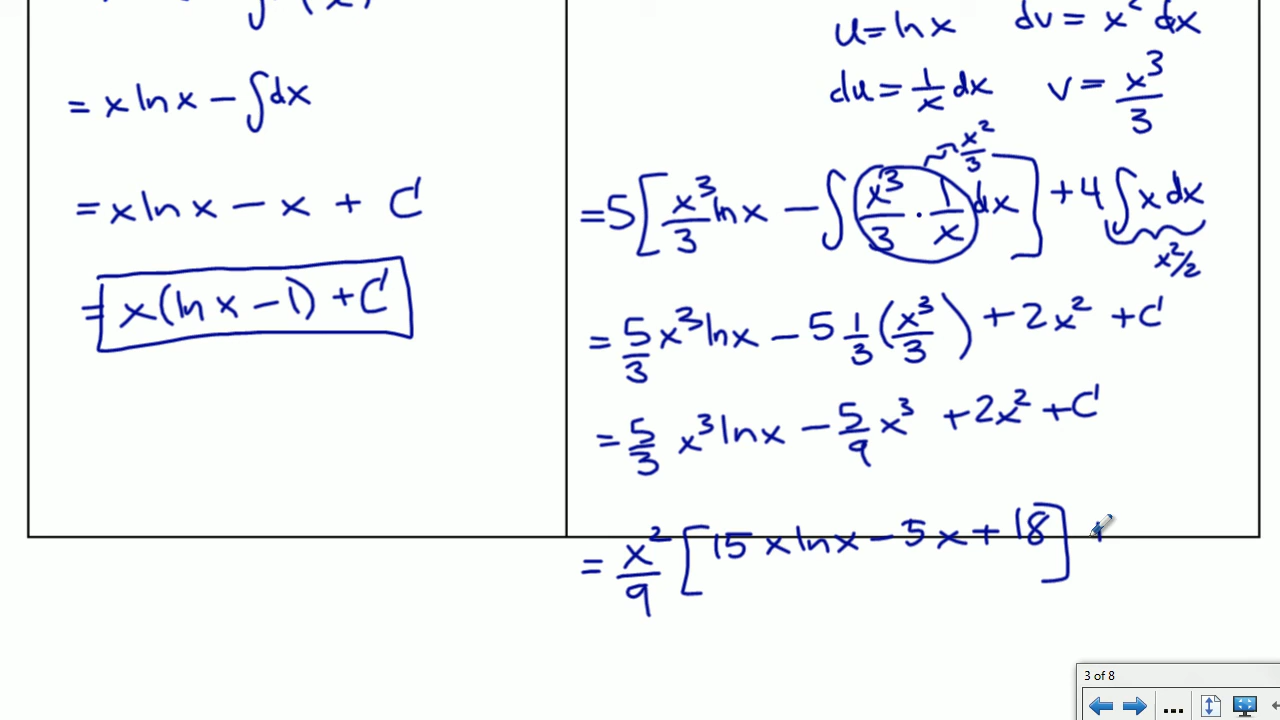 = x ln x − ∫dx
= x ln x − x + C
= x(ln x − 1) + C
u = ln x dv = x² dx
du = 1/x dx v = x³/3
x²/3
= 5[x³/3 ln x − ∫ x³/3 · 1/x dx] + 4∫x dx
x²/2
= 5/3 x³ ln x − 5 1/3 (x³/3) + 2x² + C
= 5/3 x³ ln x − 5/9 x³ + 2x² + C
= x²/9 [15 x ln x − 5x + 18] +
3 of 8
...